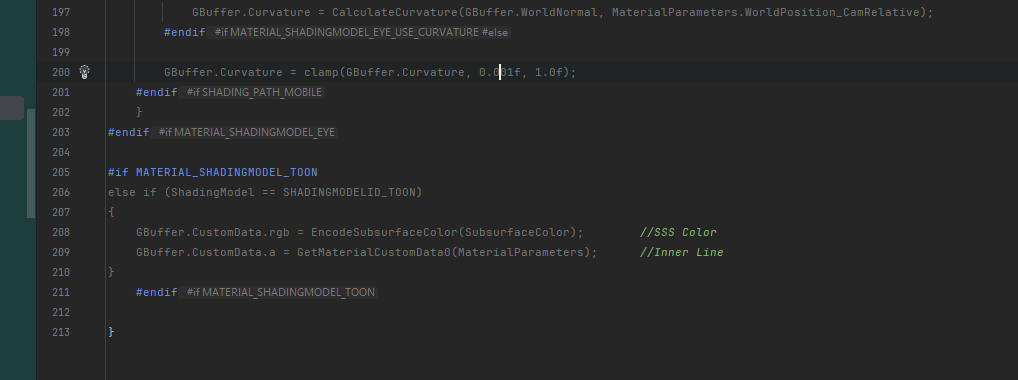 197 GBuffer.Curvature = CalculateCurvature(GBuffer.WorldNormal, MaterialParameters.WorldPosition_CamRelative);
198 #endif #if MATERIAL_SHADINGMODEL_EYE_USE_CURVATURE #else
199
200 GBuffer.Curvature = clamp(GBuffer.Curvature, 0.001f, 1.0f);
201 #endif #if SHADING_PATH_MOBILE
202 }
203 #endif #if MATERIAL_SHADINGMODEL_EYE
204
205 #if MATERIAL_SHADINGMODEL_TOON
206 else if (ShadingModel == SHADINGMODELID_TOON)
207 {
208 GBuffer.CustomData.rgb = EncodeSubsurfaceColor(SubsurfaceColor); //SSS Color
209 GBuffer.CustomData.a = GetMaterialCustomData0(MaterialParameters); //Inner Line
210 }
211 #endif #if MATERIAL_SHADINGMODEL_TOON
212
213 }